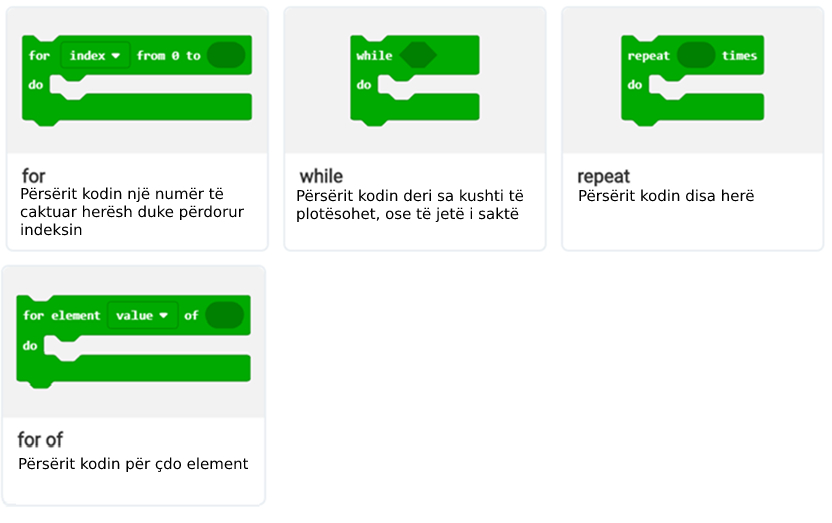 for index from 0 to
do
for
Përsërit kodin një numër të
caktuar herësh duke përdorur
indeksin
while
do
while
Përsërit kodin deri sa kushti të
plotësohet, ose të jetë i saktë
repeat times
do
repeat
Përsërit kodin disa herë
for element value of
do
for of
Përsërit kodin për çdo element